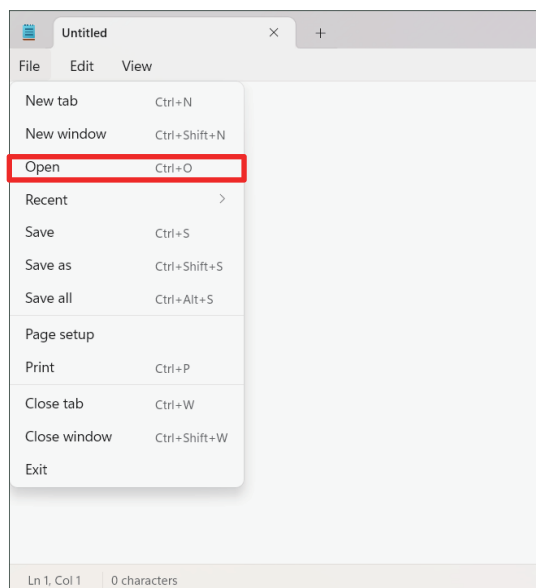 Untitled
File Edit View
New tab Ctrl+N
New window Ctrl+Shift+N
Open Ctrl+O
Recent
Save Ctrl+S
Save as Ctrl+Shift+S
Save all Ctrl+Alt+S
Page setup
Print Ctrl+P
Close tab Ctrl+W
Close window Ctrl+Shift+W
Exit
Ln 1, Col 1 0 characters